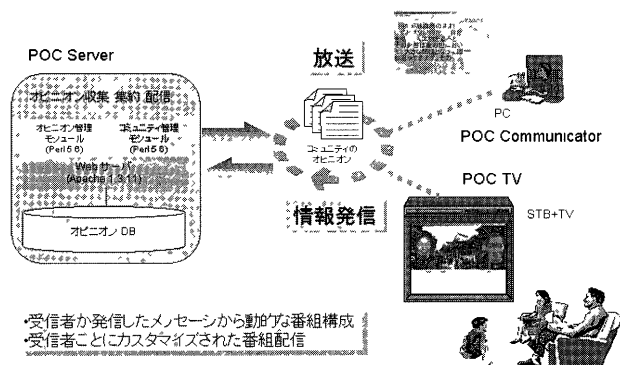 POC Server
オピニオン収集 集約 配信
オピニオン管理
モジュール
(Perl5 6)
コミュニティ管理
モジュール
(Perl5 6)
Webサーバ
(Apache 1 3 11)
オピニオン DB
放送
コミュニティの
オピニオン
情報発信
PC
POC Communicator
POC TV
STB+TV
•受信者か発信したメッセーシから動的な番組構成
•受信者ことにカスタマイズされた番組配信